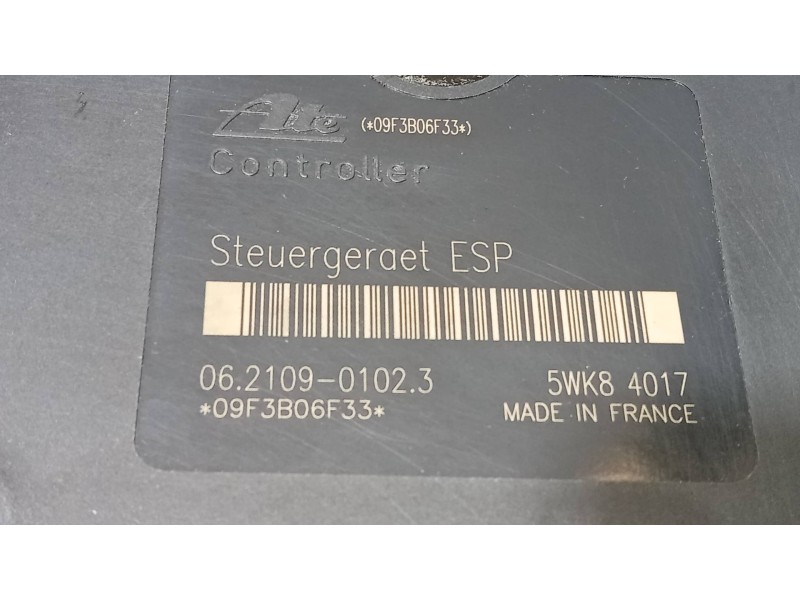 Ate (*09F3B06F33*)
Controller
Steuergeraet ESP
06.2109-0102.3 5WK8 4017
*09F3B06F33* MADE IN FRANCE